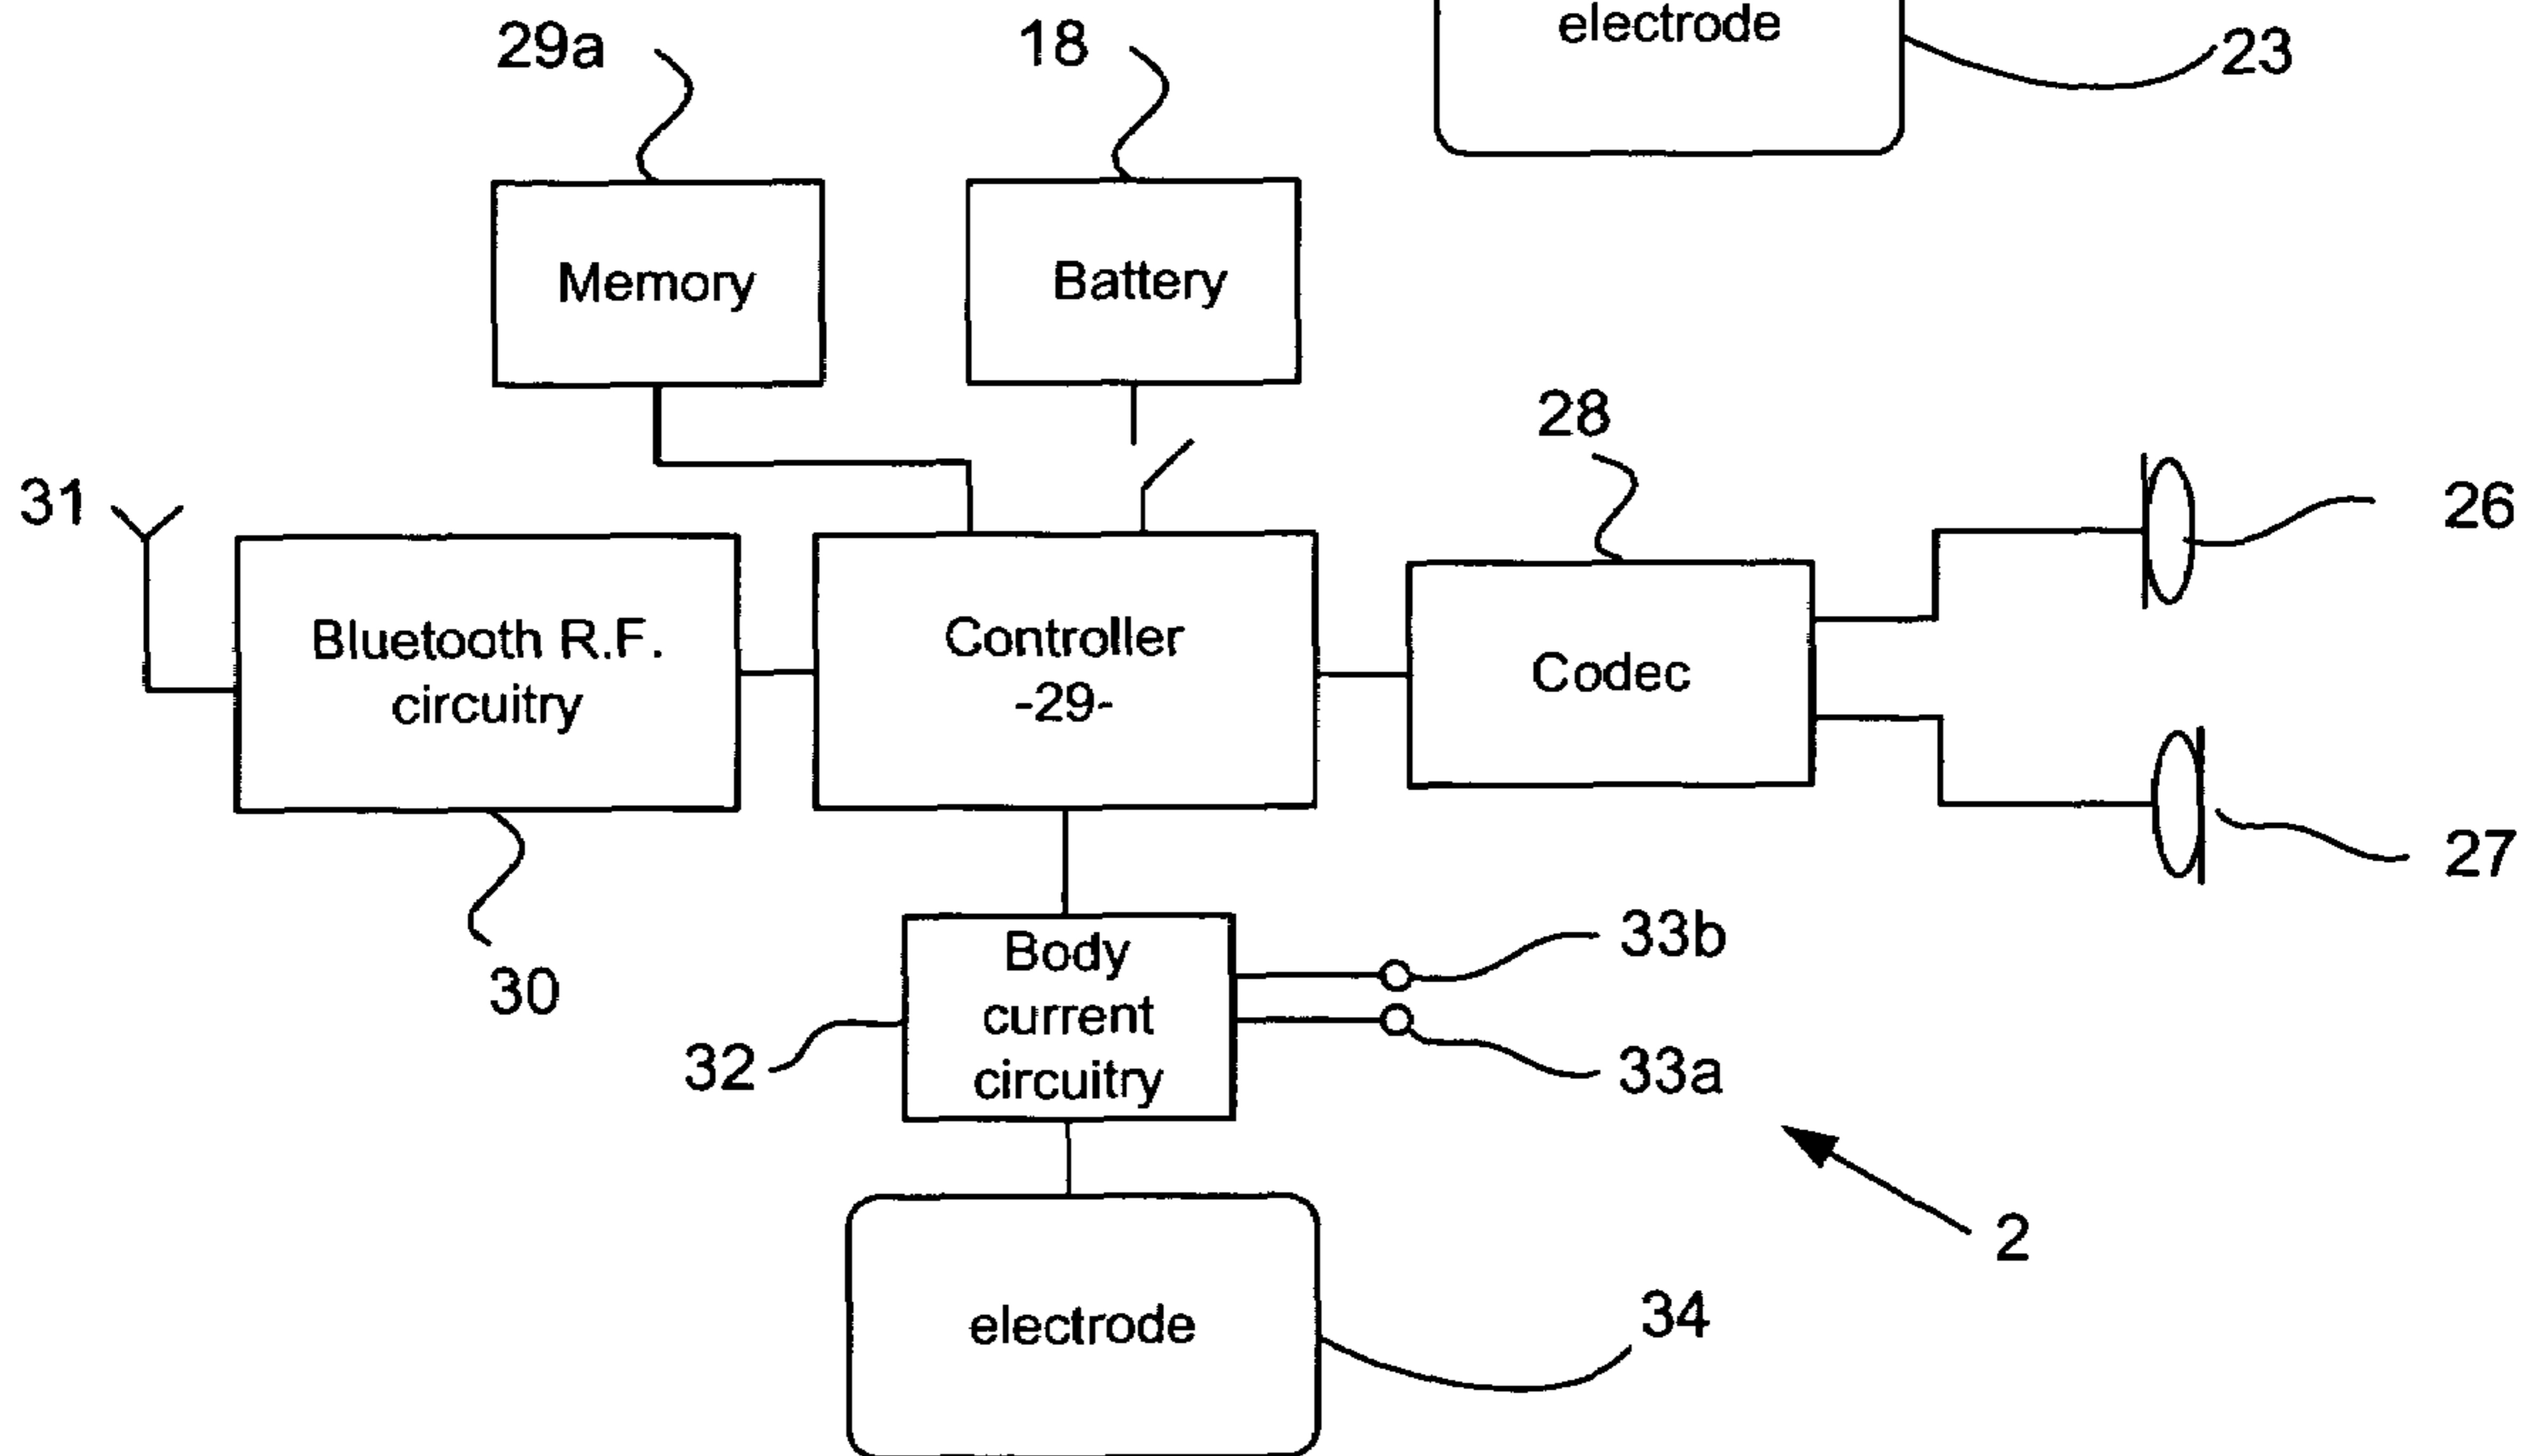 electrode
29a
18
23
Memory
Battery
28
31
26
Bluetooth R.F.
circuitry
Controller
-29-
Codec
27
30
Body
current
circuitry
33b
32
33a
2
electrode
34